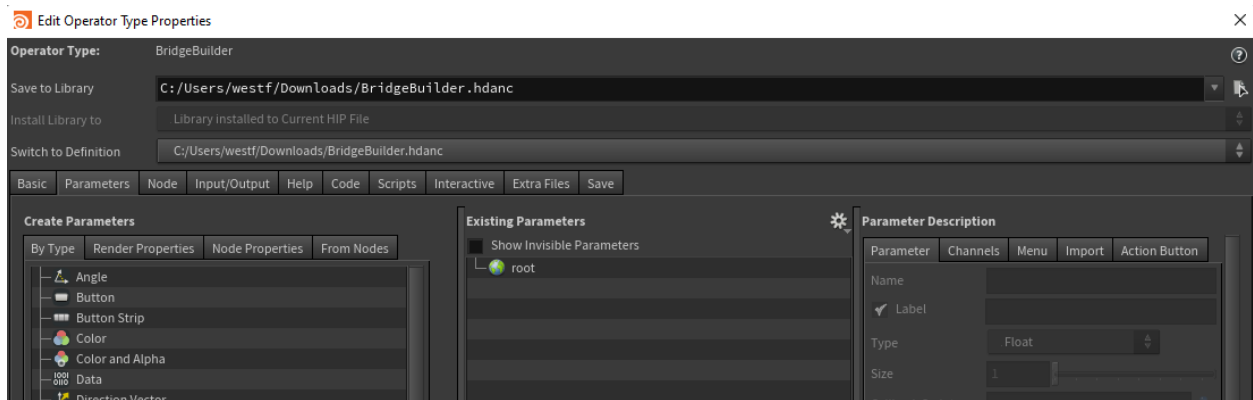 Edit Operator Type Properties
Operator Type: BridgeBuilder
Save to Library C:/Users/westf/Downloads/BridgeBuilder.hdanc
Install Library to Library installed to Current HIP File
Switch to Definition C:/Users/westf/Downloads/BridgeBuilder.hdanc
Basic Parameters Node Input/Output Help Code Scripts Interactive Extra Files Save
Create Parameters
By Type Render Properties Node Properties From Nodes
Angle
Button
Button Strip
Color
Color and Alpha
Data
Direction Vector
Existing Parameters
Show Invisible Parameters
root
Parameter Description
Parameter Channels Menu Import Action Button
Name
Label
Type Float
Size 1